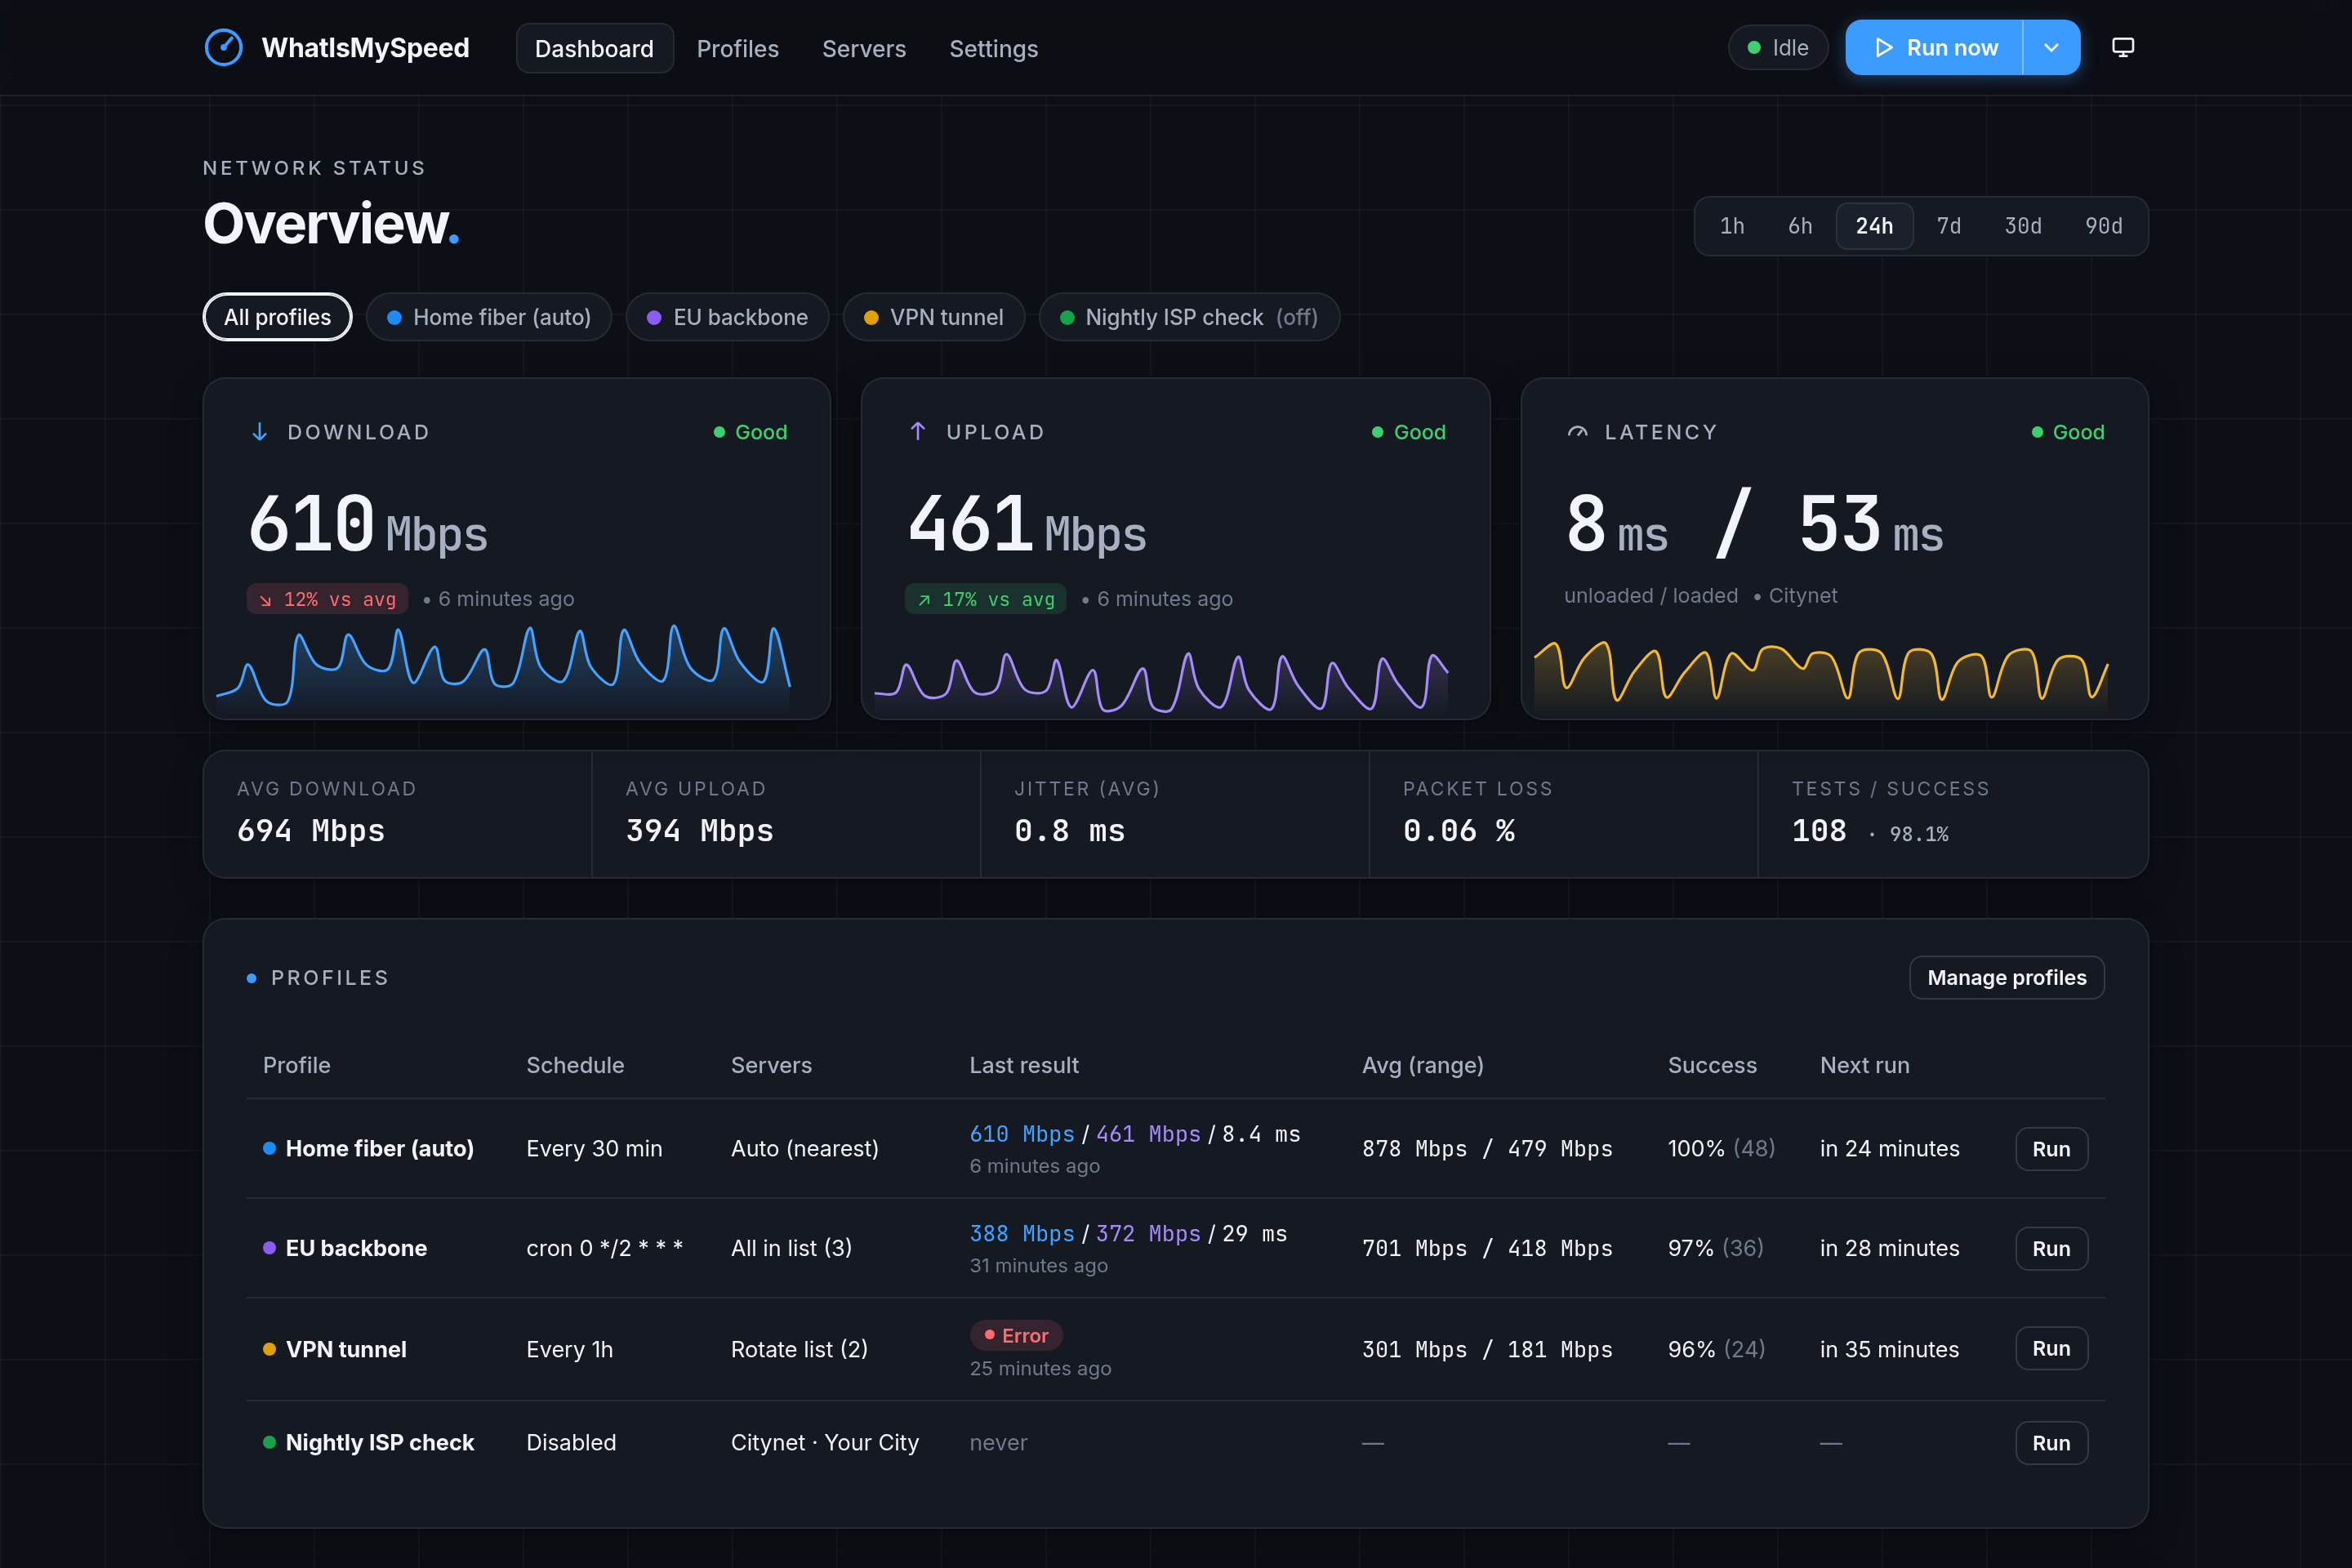 WhatIsMySpeed Dashboard Profiles Servers Settings Idle Run now
NETWORK STATUS
Overview.
1h 6h 24h 7d 30d 90d
All profiles Home fiber (auto) EU backbone VPN tunnel Nightly ISP check (off)
DOWNLOAD Good
610 Mbps
12% vs avg • 6 minutes ago
UPLOAD Good
461 Mbps
17% vs avg • 6 minutes ago
LATENCY Good
8 ms / 53 ms
unloaded / loaded • Citynet
AVG DOWNLOAD
694 Mbps
AVG UPLOAD
394 Mbps
JITTER (AVG)
0.8 ms
PACKET LOSS
0.06 %
TESTS / SUCCESS
108 · 98.1%
PROFILES Manage profiles
Profile Schedule Servers Last result Avg (range) Success Next run
Home fiber (auto) Every 30 min Auto (nearest) 610 Mbps / 461 Mbps / 8.4 ms 878 Mbps / 479 Mbps 100% (48) in 24 minutes Run
6 minutes ago
EU backbone cron 0 */2 * * * All in list (3) 388 Mbps / 372 Mbps / 29 ms 701 Mbps / 418 Mbps 97% (36) in 28 minutes Run
31 minutes ago
VPN tunnel Every 1h Rotate list (2) Error 301 Mbps / 181 Mbps 96% (24) in 35 minutes Run
25 minutes ago
Nightly ISP check Disabled Citynet · Your City never — — — Run